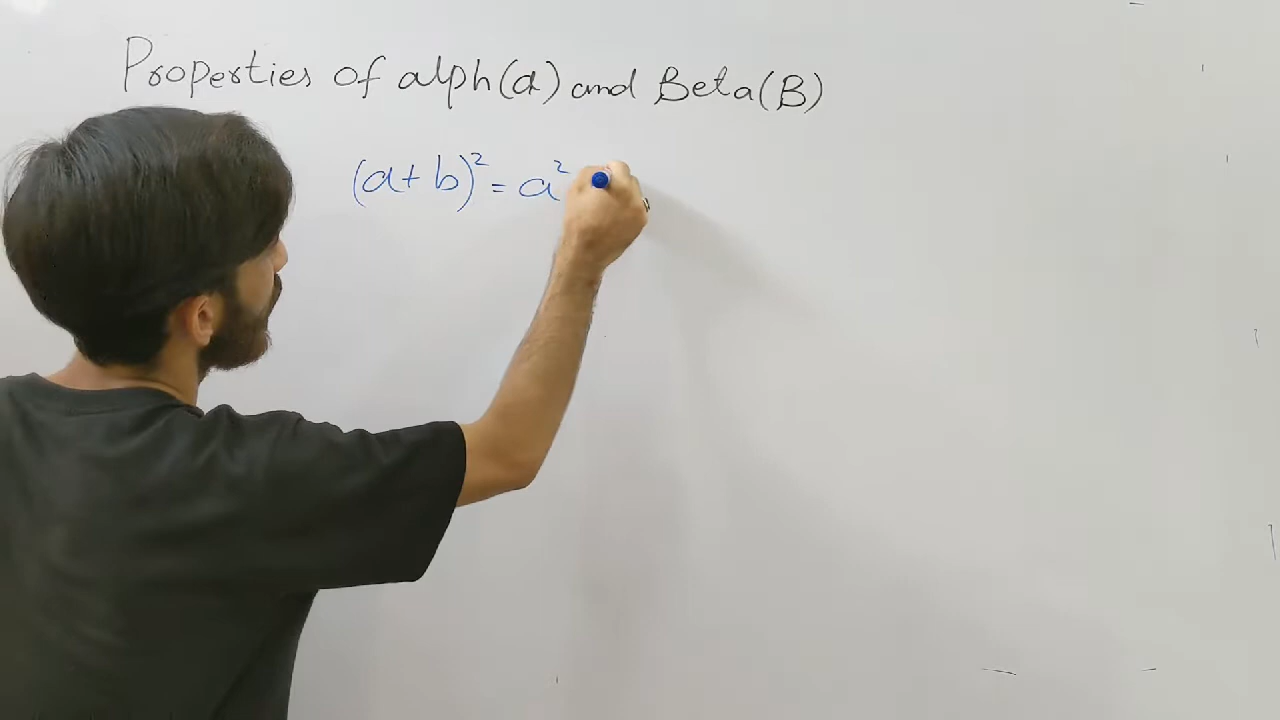 Properties of alph(α) and Beta(B)
(a+b)² = a²